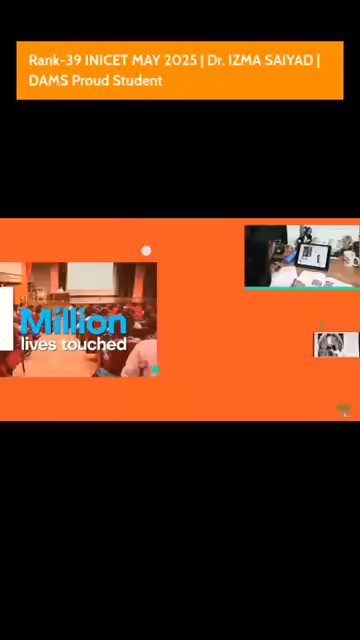 Rank-39 INICET MAY 2025 | Dr. IZMA SAIYAD |
DAMS Proud Student
Million
lives touched